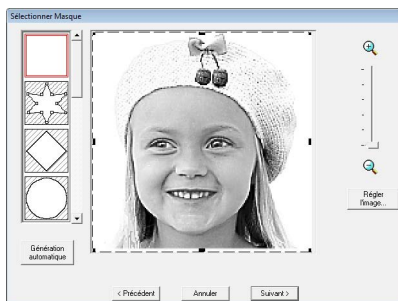 Sélectionner Masque
Régler
l'image...
Génération
automatique
< Précédent
Annuler
Suivant >